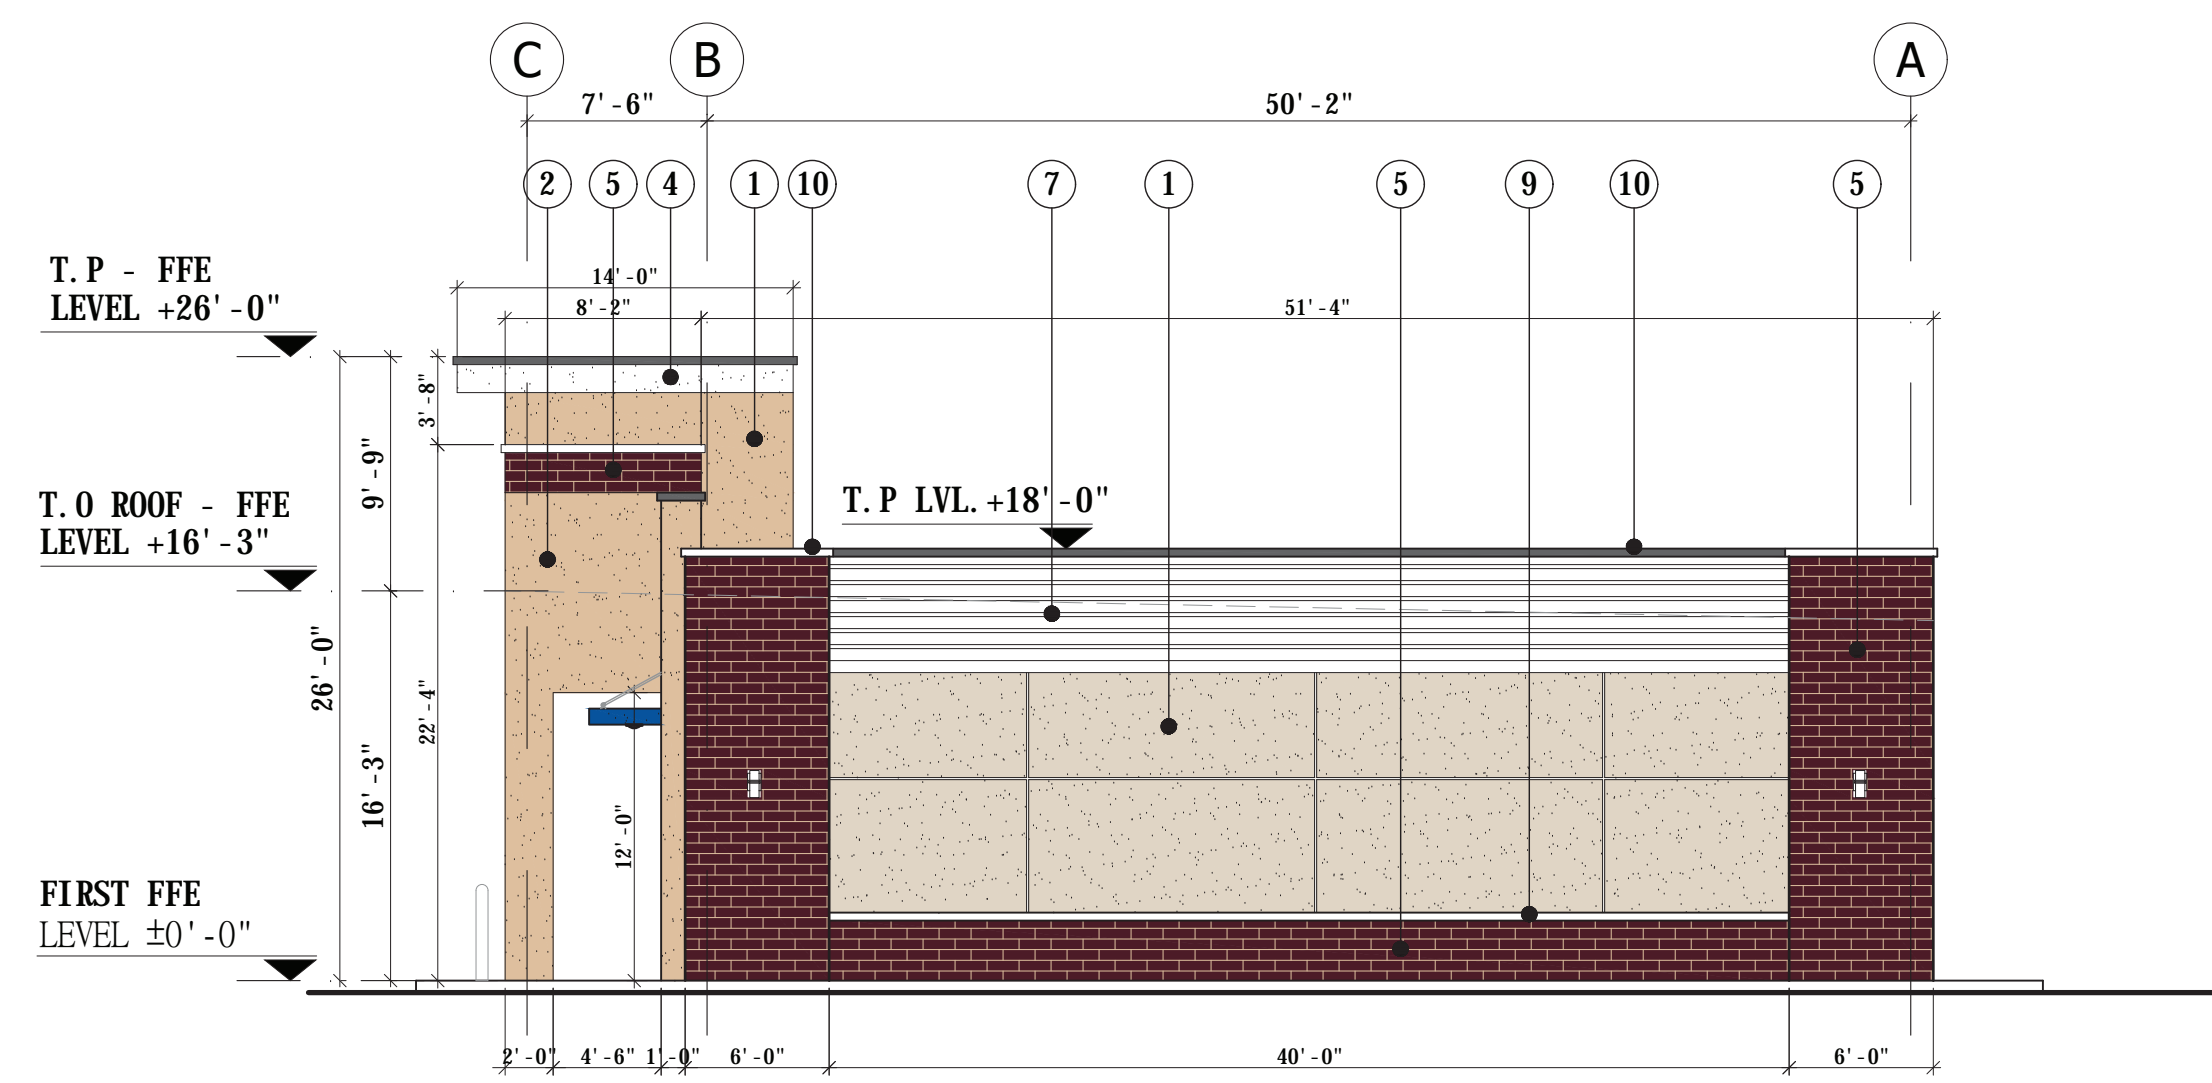 C B A
7'-6" 50'-2"
2 5 4 1 10 7 1 5 9 10 5
T.P - FFE
LEVEL +26'-0"
14'-0"
8'-2" 51'-4"
3'-8"
9'-9"
T.O ROOF - FFE
LEVEL +16'-3"
T.P LVL. +18'-0"
26'-0"
22'-4"
16'-3"
12'-0"
FIRST FFE
LEVEL ±0'-0"
2'-0" 4'-6" 1'-0" 6'-0" 40'-0" 6'-0"